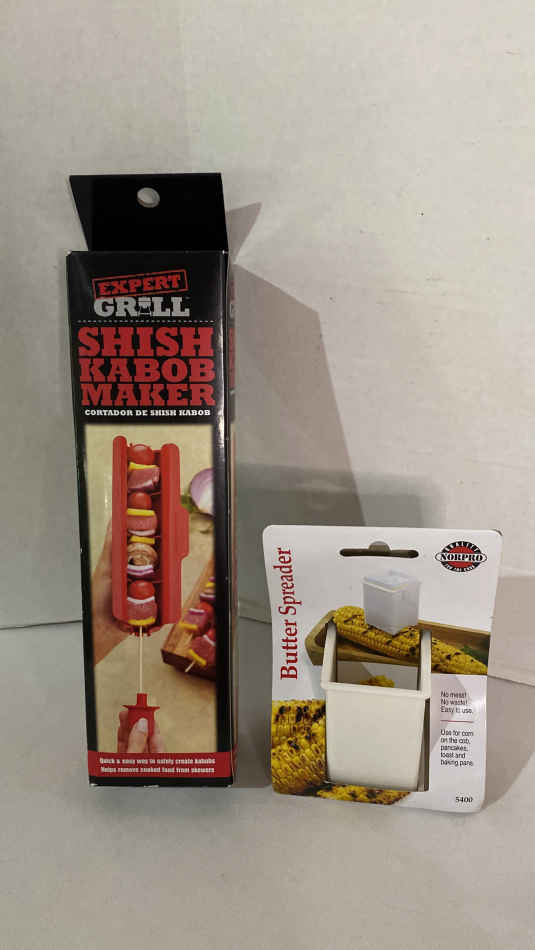 EXPERT
GRILL
SHISH
KABOB
MAKER
CORTADOR DE SHISH KABOB
Quick & easy way to safely create kabobs
Helps remove cooked food from skewers
Butter Spreader
QUALITY
NORPRO
No mess!
No waste!
Easy to use.
Use for corn
on the cob,
pancakes,
toast and
baking pans.
5400